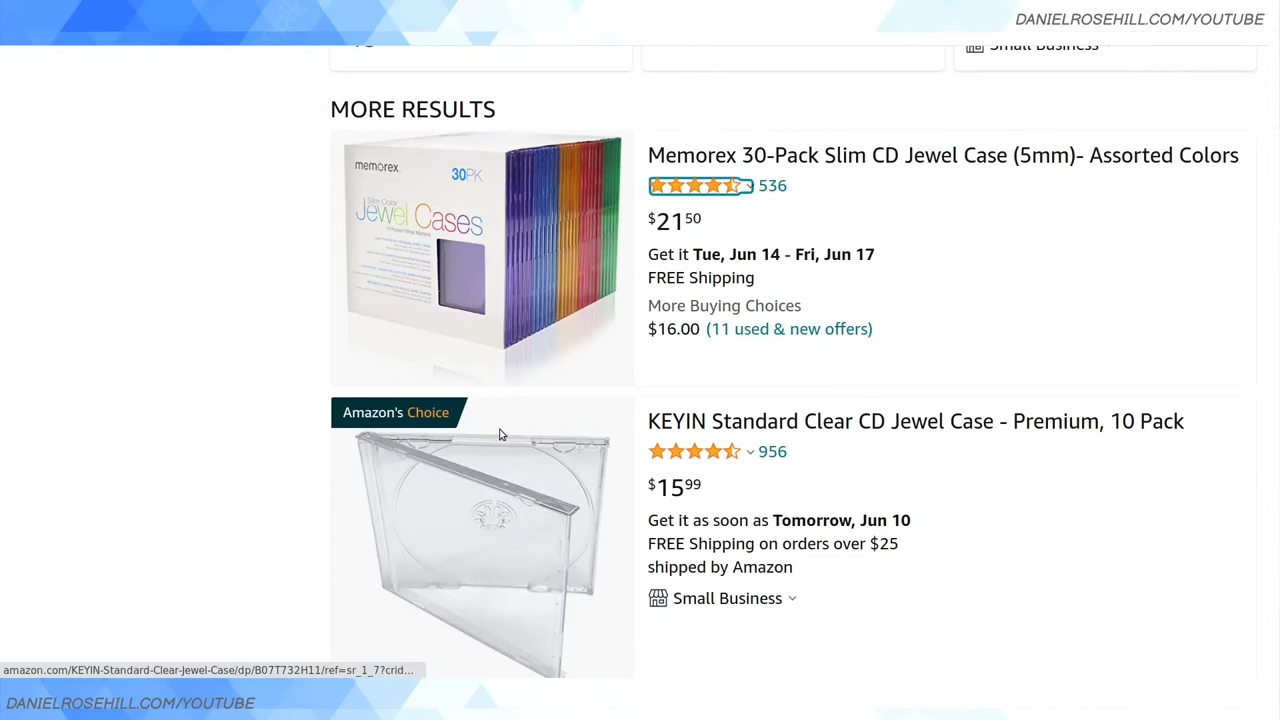 DANIELROSEHILL.COM/YOUTUBE
Small Business
MORE RESULTS
memorex
30PK
Slim Color
Jewel Cases
Memorex 30-Pack Slim CD Jewel Case (5mm)- Assorted Colors
536
$21 50
Get it Tue, Jun 14 - Fri, Jun 17
FREE Shipping
More Buying Choices
$16.00 (11 used & new offers)
Amazon's Choice
KEYIN Standard Clear CD Jewel Case - Premium, 10 Pack
956
$15 99
Get it as soon as Tomorrow, Jun 10
FREE Shipping on orders over $25
shipped by Amazon
Small Business
amazon.com/KEYIN-Standard-Clear-Jewel-Case/dp/B07T732H11/ref=sr_1_7?crid...
DANIELROSEHILL.COM/YOUTUBE